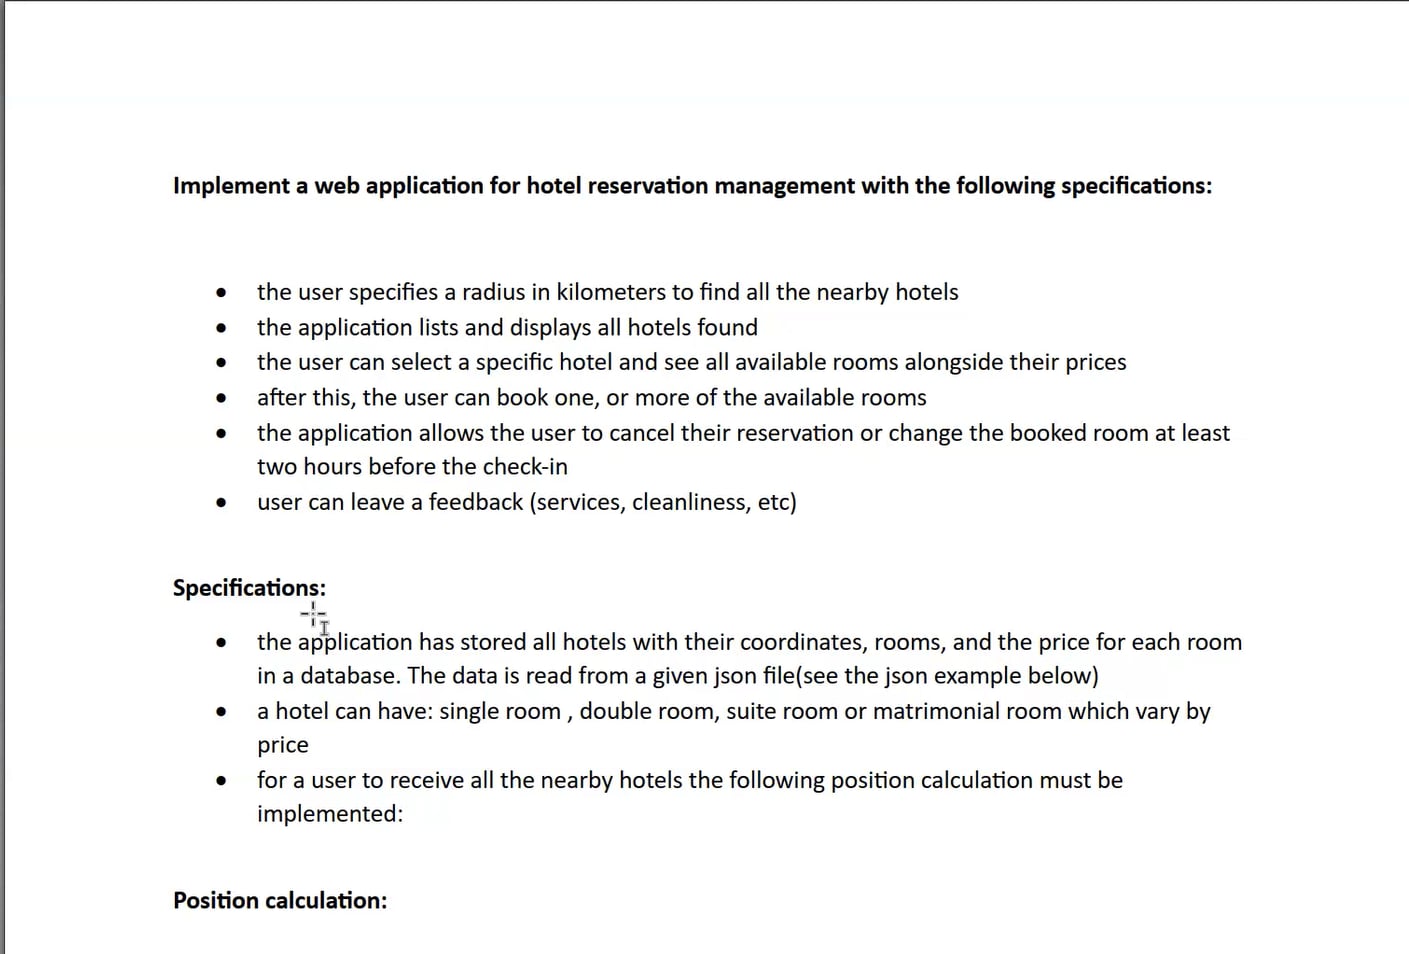 Implement a web application for hotel reservation management with the following specifications:
• the user specifies a radius in kilometers to find all the nearby hotels
• the application lists and displays all hotels found
• the user can select a specific hotel and see all available rooms alongside their prices
• after this, the user can book one, or more of the available rooms
• the application allows the user to cancel their reservation or change the booked room at least
two hours before the check-in
• user can leave a feedback (services, cleanliness, etc)
Specifications:
• the application has stored all hotels with their coordinates, rooms, and the price for each room
in a database. The data is read from a given json file(see the json example below)
• a hotel can have: single room , double room, suite room or matrimonial room which vary by
price
• for a user to receive all the nearby hotels the following position calculation must be
implemented:
Position calculation: